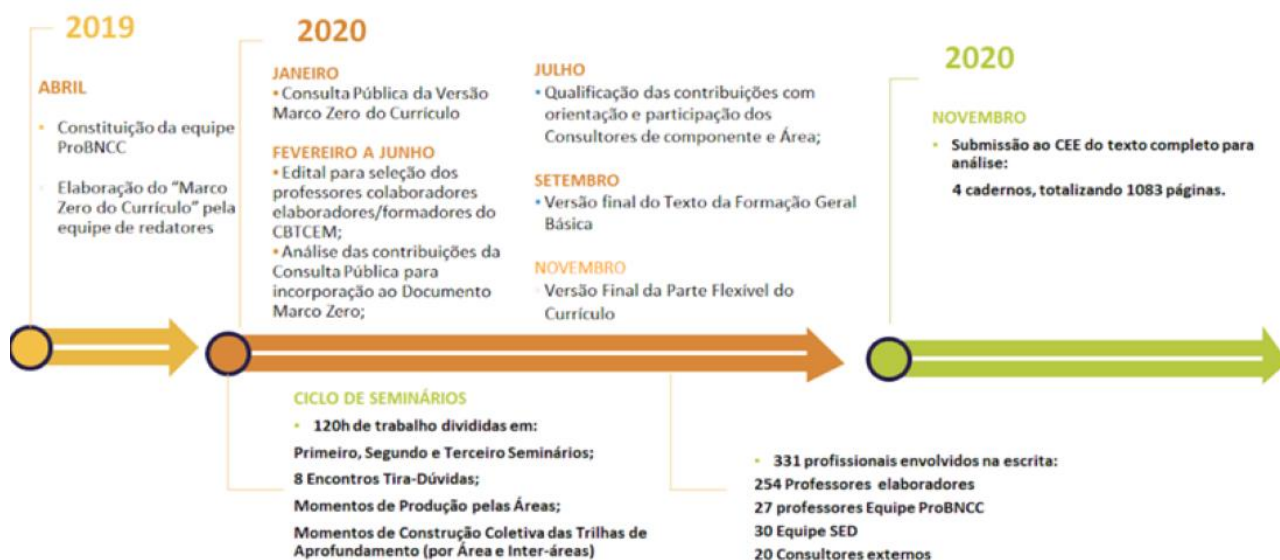 2019
ABRIL
• Constituição da equipe
ProBNCC
Elaboração do “Marco
Zero do Currículo” pela
equipe de redatores
2020
JANEIRO
• Consulta Pública da Versão
Marco Zero do Currículo
FEVEREIRO A JUNHO
• Edital para seleção dos
professores colaboradores
elaboradores/formadores do
CBTCEM;
• Análise das contribuições da
Consulta Pública para
incorporação ao Documento
Marco Zero;
JULHO
• Qualificação das contribuições com
orientação e participação dos
Consultores de componente e Área;
SETEMBRO
• Versão final do Texto da Formação Geral
Básica
NOVEMBRO
Versão Final da Parte Flexível do
Currículo
2020
NOVEMBRO
• Submissão ao CEE do texto completo para
análise:
4 cadernos, totalizando 1083 páginas.
CICLO DE SEMINÁRIOS
• 120h de trabalho divididas em:
Primeiro, Segundo e Terceiro Seminários;
8 Encontros Tira-Dúvidas;
Momentos de Produção pelas Áreas;
Momentos de Construção Coletiva das Trilhas de
Aprofundamento (por Área e Inter-áreas)
• 331 profissionais envolvidos na escrita:
254 Professores elaboradores
27 professores Equipe ProBNCC
30 Equipe SED
20 Consultores externos